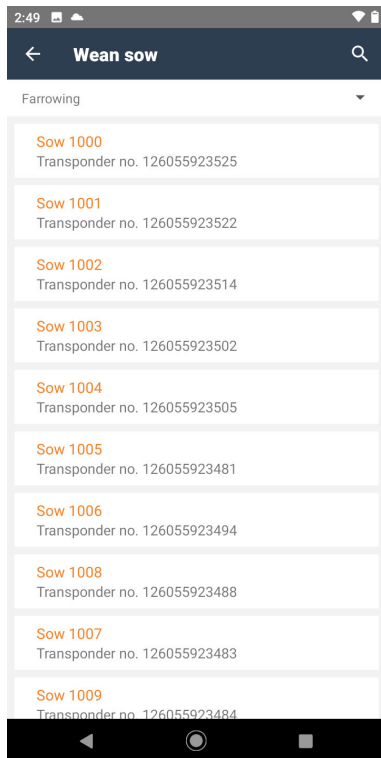 2:49
Wean sow
Farrowing
Sow 1000
Transponder no. 126055923525
Sow 1001
Transponder no. 126055923522
Sow 1002
Transponder no. 126055923514
Sow 1003
Transponder no. 126055923502
Sow 1004
Transponder no. 126055923505
Sow 1005
Transponder no. 126055923481
Sow 1006
Transponder no. 126055923494
Sow 1008
Transponder no. 126055923488
Sow 1007
Transponder no. 126055923483
Sow 1009
Transponder no. 126055923484